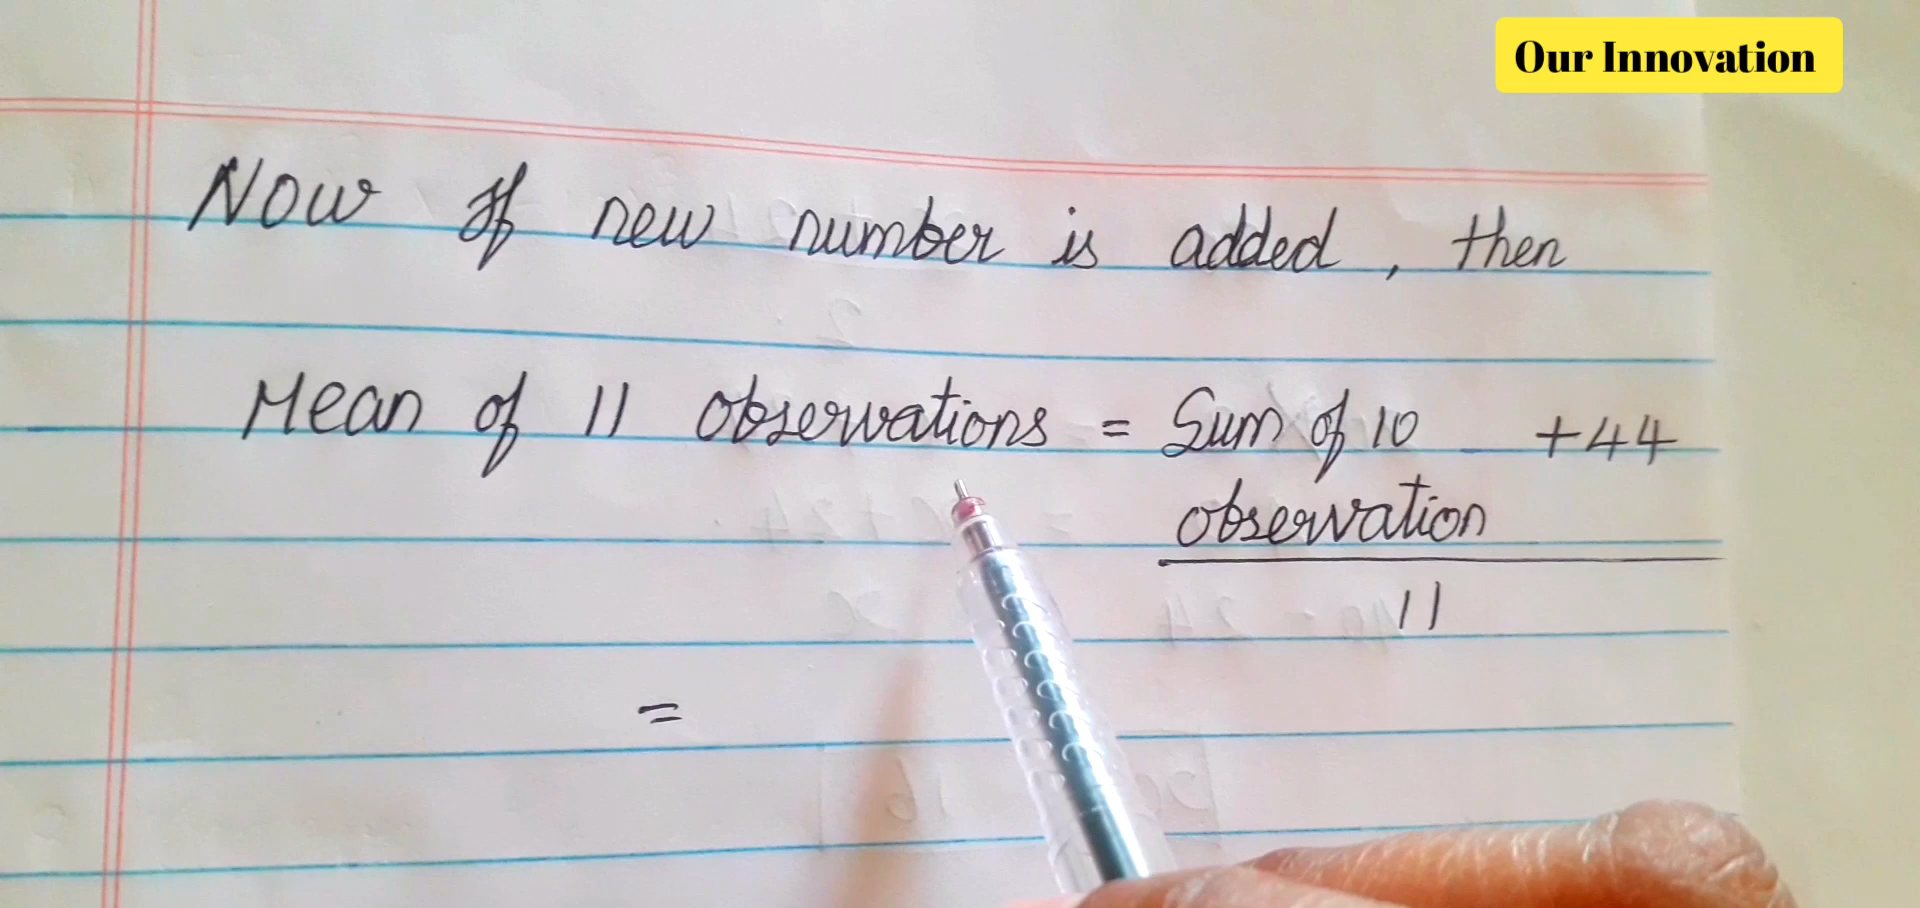 Our Innovation
Now If new number is added, then
Mean of 11 observations = Sum of 10 + 44
observation
11
=